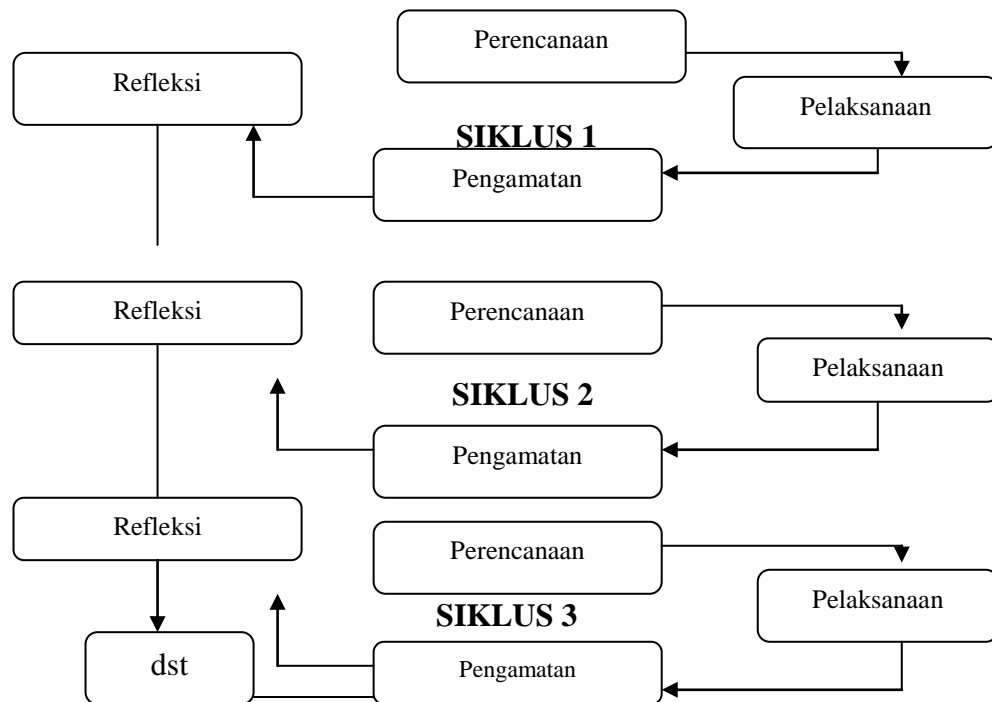 Perencanaan
Refleksi
Pelaksanaan
SIKLUS 1
Pengamatan
Refleksi
Perencanaan
Pelaksanaan
SIKLUS 2
Pengamatan
Refleksi
Perencanaan
Pelaksanaan
SIKLUS 3
dst
Pengamatan